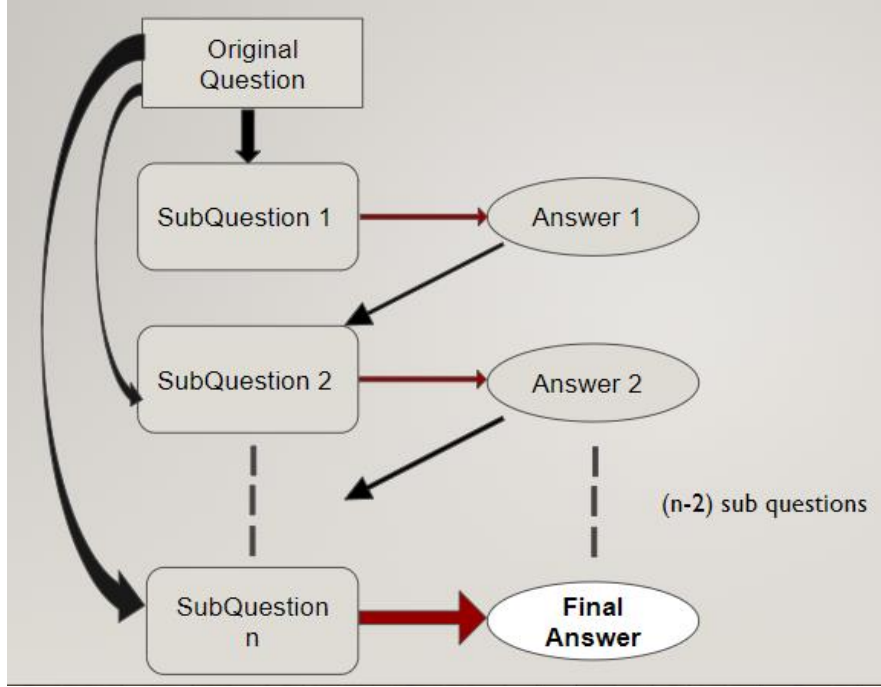 Original
Question
SubQuestion 1
Answer 1
SubQuestion 2
Answer 2
(n-2) sub questions
SubQuestion
n
Final
Answer